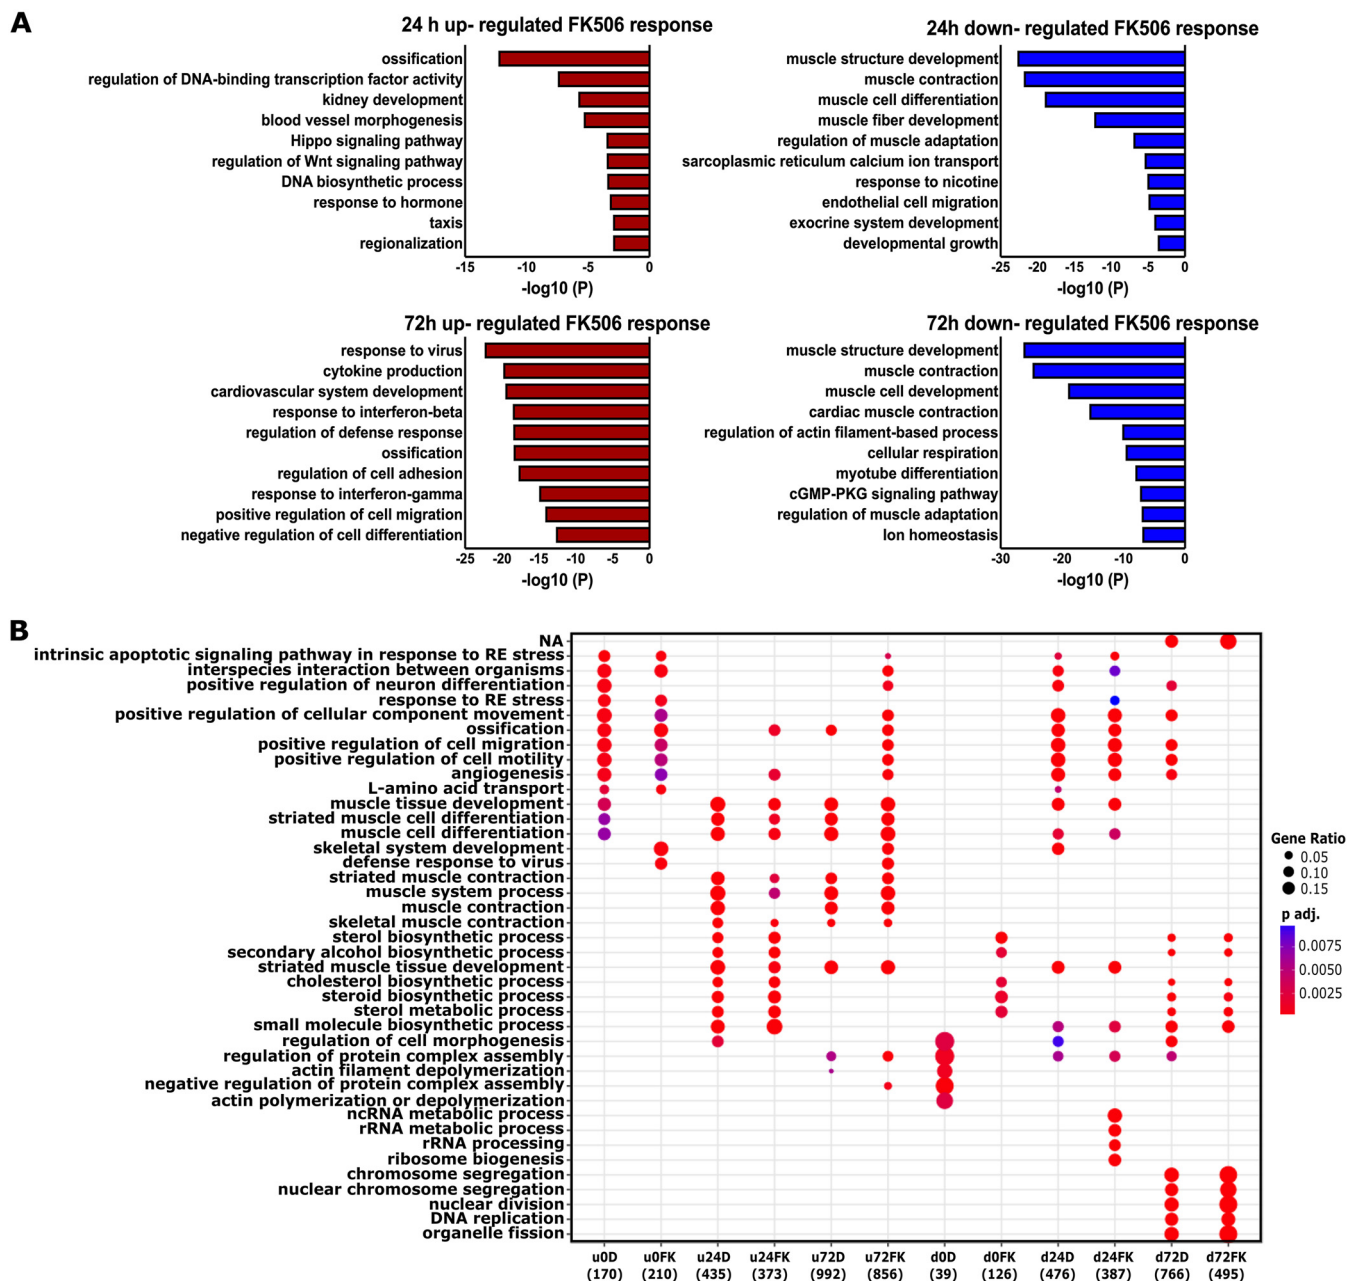 A
24 h up- regulated FK506 response
ossification
regulation of DNA-binding transcription factor activity
kidney development
blood vessel morphogenesis
Hippo signaling pathway
regulation of Wnt signaling pathway
DNA biosynthetic process
response to hormone
taxis
regionalization
-15 -10 -5 0
-log10 (P)
24h down- regulated FK506 response
muscle structure development
muscle contraction
muscle cell differentiation
muscle fiber development
regulation of muscle adaptation
sarcoplasmic reticulum calcium ion transport
response to nicotine
endothelial cell migration
exocrine system development
developmental growth
-25 -20 -15 -10 -5 0
-log10 (P)
72h up- regulated FK506 response
response to virus
cytokine production
cardiovascular system development
response to interferon-beta
regulation of defense response
ossification
regulation of cell adhesion
response to interferon-gamma
positive regulation of cell migration
negative regulation of cell differentiation
-25 -20 -15 -10 -5 0
-log10 (P)
72h down- regulated FK506 response
muscle structure development
muscle contraction
muscle cell development
cardiac muscle contraction
regulation of actin filament-based process
cellular respiration
myotube differentiation
cGMP-PKG signaling pathway
regulation of muscle adaptation
Ion homeostasis
-30 -20 -10 0
-log10 (P)
B
NA
intrinsic apoptotic signaling pathway in response to RE stress
interspecies interaction between organisms
positive regulation of neuron differentiation
response to RE stress
positive regulation of cellular component movement
ossification
positive regulation of cell migration
positive regulation of cell motility
angiogenesis
L-amino acid transport
muscle tissue development
striated muscle cell differentiation
muscle cell differentiation
skeletal system development
defense response to virus
striated muscle contraction
muscle system process
muscle contraction
skeletal muscle contraction
sterol biosynthetic process
secondary alcohol biosynthetic process
striated muscle tissue development
cholesterol biosynthetic process
steroid biosynthetic process
sterol metabolic process
small molecule biosynthetic process
regulation of cell morphogenesis
regulation of protein complex assembly
actin filament depolymerization
negative regulation of protein complex assembly
actin polymerization or depolymerization
ncRNA metabolic process
rRNA metabolic process
rRNA processing
ribosome biogenesis
chromosome segregation
nuclear chromosome segregation
nuclear division
DNA replication
organelle fission
u0D u0FK u24D u24FK u72D u72FK d0D d0FK d24D d24FK d72D d72FK
(170) (210) (435) (373) (992) (856) (39) (126) (476) (387) (766) (495)
Gene Ratio
0.05
0.10
0.15
p adj.
0.0075
0.0050
0.0025